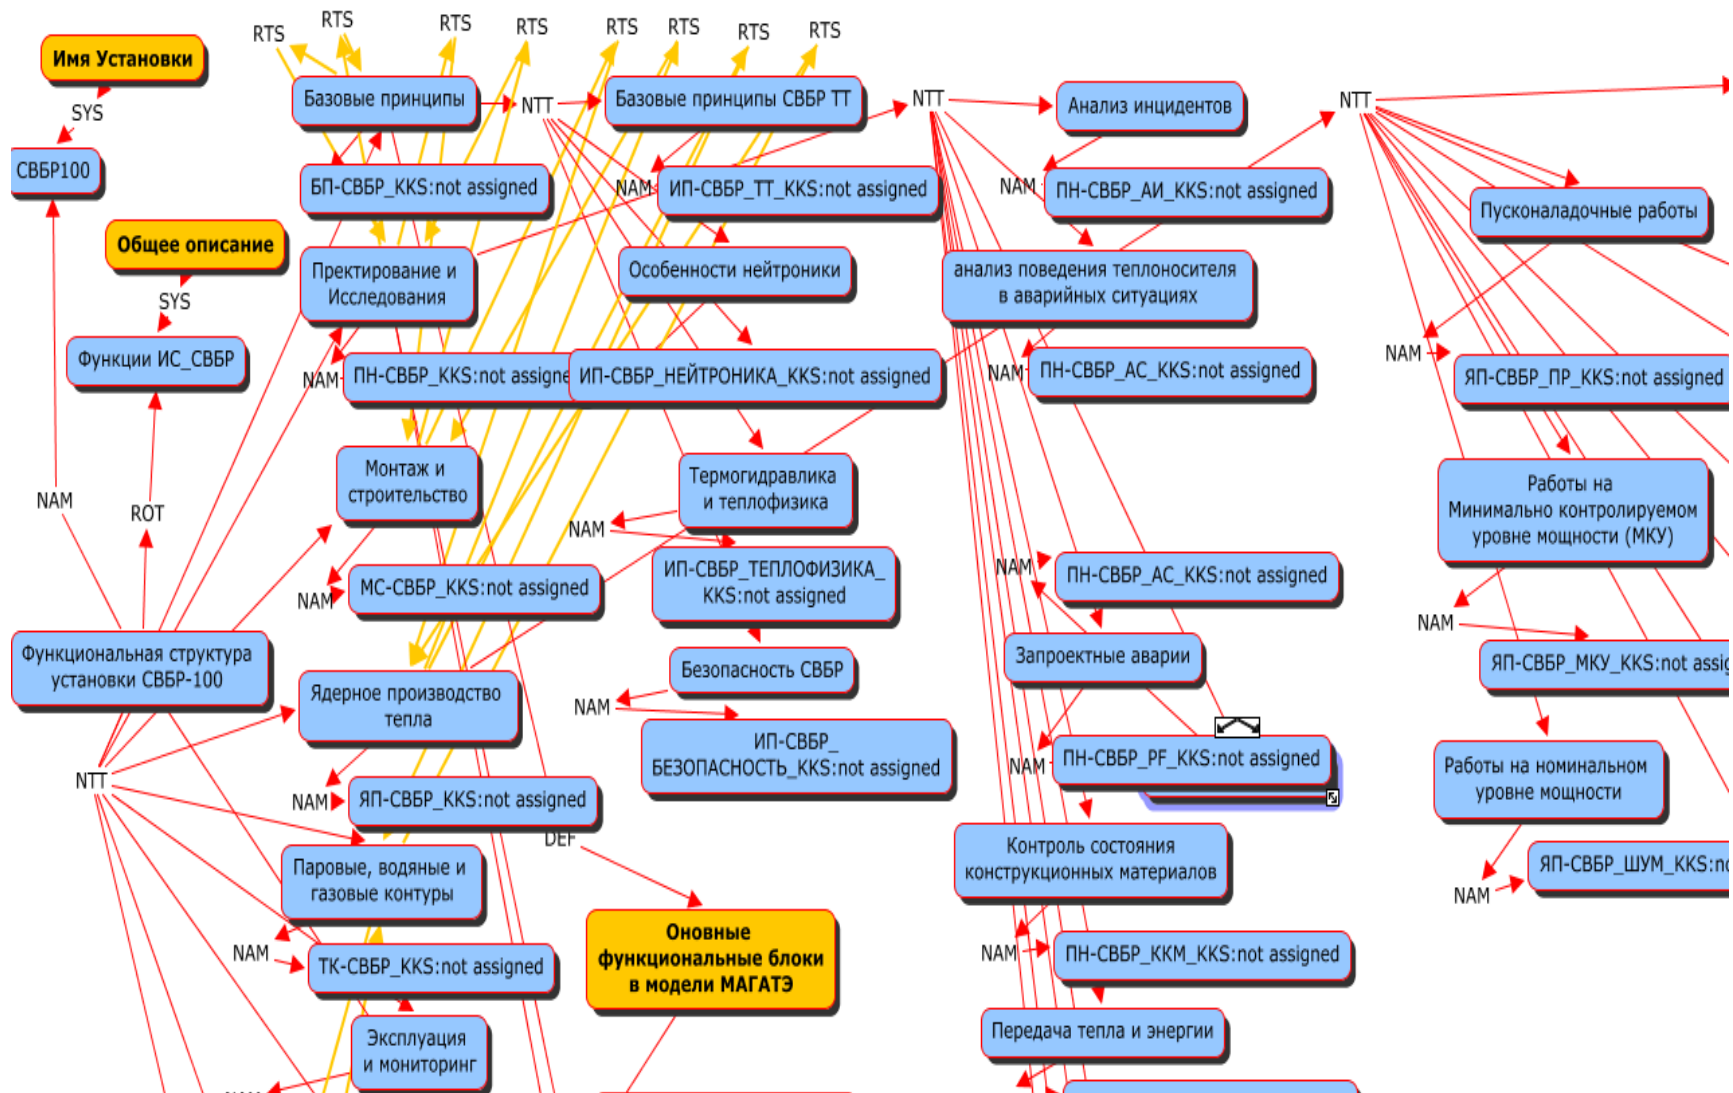 RTS
RTS
RTS
RTS
RTS
RTS
RTS
RTS
Имя Установки
SYS
СВБР100
Общее описание
SYS
Функции ИС_СВБР
NAM
ROT
Функциональная структура
установки СВБР-100
NTT
Базовые принципы
БП-СВБР_KKS:not assigned
Пректирование и
Исследования
NAM
ПН-СВБР_KKS:not assigne
Монтаж и
строительство
NAM
МС-СВБР_KKS:not assigned
Ядерное производство
тепла
NAM
ЯП-СВБР_KKS:not assigned
Паровые, водяные и
газовые контуры
NAM
ТК-СВБР_KKS:not assigned
Эксплуация
и мониторинг
NTT
Базовые принципы СВБР ТТ
NAM
ИП-СВБР_ТТ_KKS:not assigned
Особенности нейтроники
ИП-СВБР_НЕЙТРОНИКА_KKS:not assigned
Термогидравлика
и теплофизика
NAM
ИП-СВБР_ТЕПЛОФИЗИКА_
KKS:not assigned
Безопасность СВБР
NAM
ИП-СВБР_
БЕЗОПАСНОСТЬ_KKS:not assigned
DEF
Оновные
функциональные блоки
в модели МАГАТЭ
NTT
Анализ инцидентов
NAM
ПН-СВБР_АИ_KKS:not assigned
анализ поведения теплоносителя
в аварийных ситуациях
NAM
ПН-СВБР_АС_KKS:not assigned
NAM
ПН-СВБР_АС_KKS:not assigned
Запроектные аварии
NAM
ПН-СВБР_PF_KKS:not assigned
Контроль состояния
конструкционных материалов
NAM
ПН-СВБР_ККМ_KKS:not assigned
Передача тепла и энергии
NTT
Пусконаладочные работы
NAM
ЯП-СВБР_ПР_KKS:not assigned
Работы на
Минимально контролируемом
уровне мощности (МКУ)
NAM
ЯП-СВБР_МКУ_KKS:not assig
Работы на номинальном
уровне мощности
NAM
ЯП-СВБР_ШУМ_KKS:no